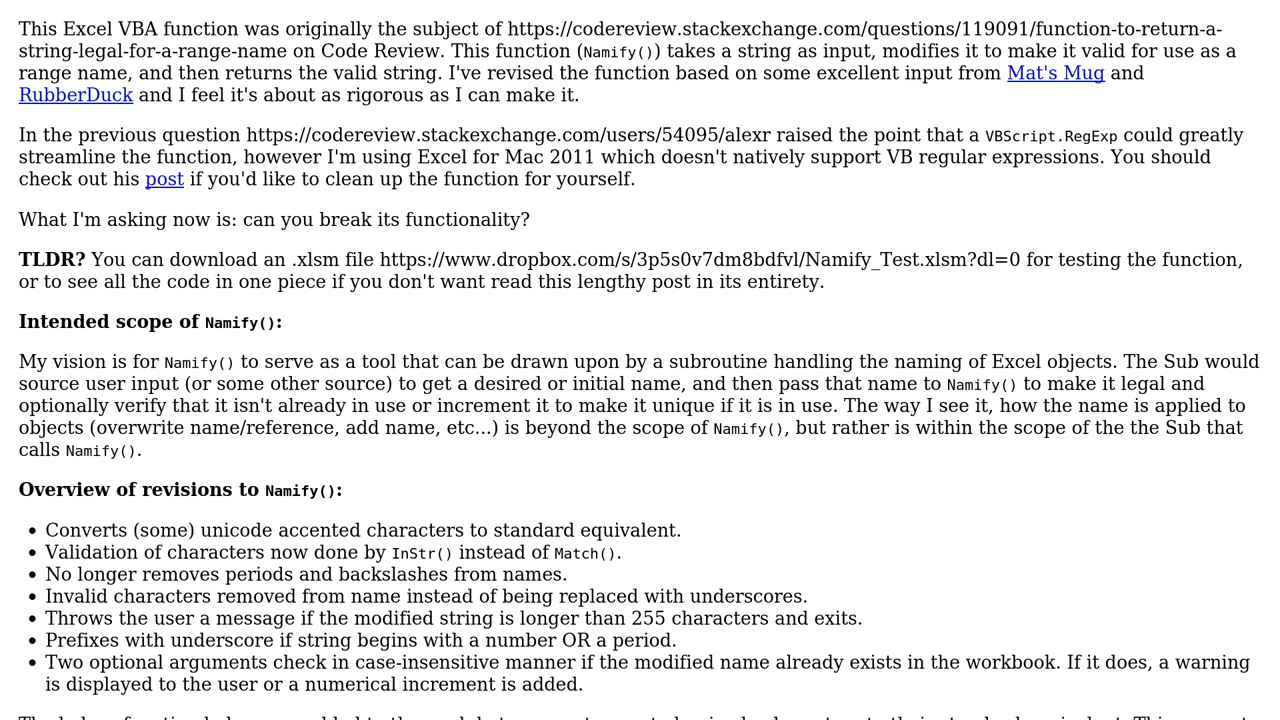 This Excel VBA function was originally the subject of https://codereview.stackexchange.com/questions/119091/function-to-return-a-
string-legal-for-a-range-name on Code Review. This function (Namify()) takes a string as input, modifies it to make it valid for use as a
range name, and then returns the valid string. I've revised the function based on some excellent input from Mat's Mug and
RubberDuck and I feel it's about as rigorous as I can make it.
In the previous question https://codereview.stackexchange.com/users/54095/alexr raised the point that a VBScript.RegExp could greatly
streamline the function, however I'm using Excel for Mac 2011 which doesn't natively support VB regular expressions. You should
check out his post if you'd like to clean up the function for yourself.
What I'm asking now is: can you break its functionality?
TLDR? You can download an .xlsm file https://www.dropbox.com/s/3p5s0v7dm8bdfvl/Namify_Test.xlsm?dl=0 for testing the function,
or to see all the code in one piece if you don't want read this lengthy post in its entirety.
Intended scope of Namify():
My vision is for Namify() to serve as a tool that can be drawn upon by a subroutine handling the naming of Excel objects. The Sub would
source user input (or some other source) to get a desired or initial name, and then pass that name to Namify() to make it legal and
optionally verify that it isn't already in use or increment it to make it unique if it is in use. The way I see it, how the name is applied to
objects (overwrite name/reference, add name, etc...) is beyond the scope of Namify(), but rather is within the scope of the the Sub that
calls Namify().
Overview of revisions to Namify():
• Converts (some) unicode accented characters to standard equivalent.
• Validation of characters now done by InStr() instead of Match().
• No longer removes periods and backslashes from names.
• Invalid characters removed from name instead of being replaced with underscores.
• Throws the user a message if the modified string is longer than 255 characters and exits.
• Prefixes with underscore if string begins with a number OR a period.
• Two optional arguments check in case-insensitive manner if the modified name already exists in the workbook. If it does, a warning
is displayed to the user or a numerical increment is added.